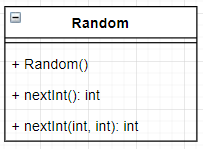 Random
+ Random()
+ nextInt(): int
+ nextInt(int, int): int